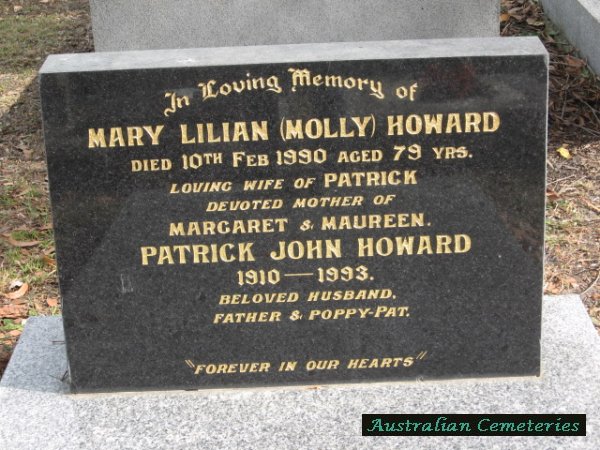 In Loving Memory of
MARY LILIAN (MOLLY) HOWARD
DIED 10TH FEB 1990 AGED 79 YRS.
LOVING WIFE OF PATRICK
DEVOTED MOTHER OF
MARGARET & MAUREEN.
PATRICK JOHN HOWARD
1910—1993.
BELOVED HUSBAND,
FATHER & POPPY-PAT.
"FOREVER IN OUR HEARTS"
Australian Cemeteries